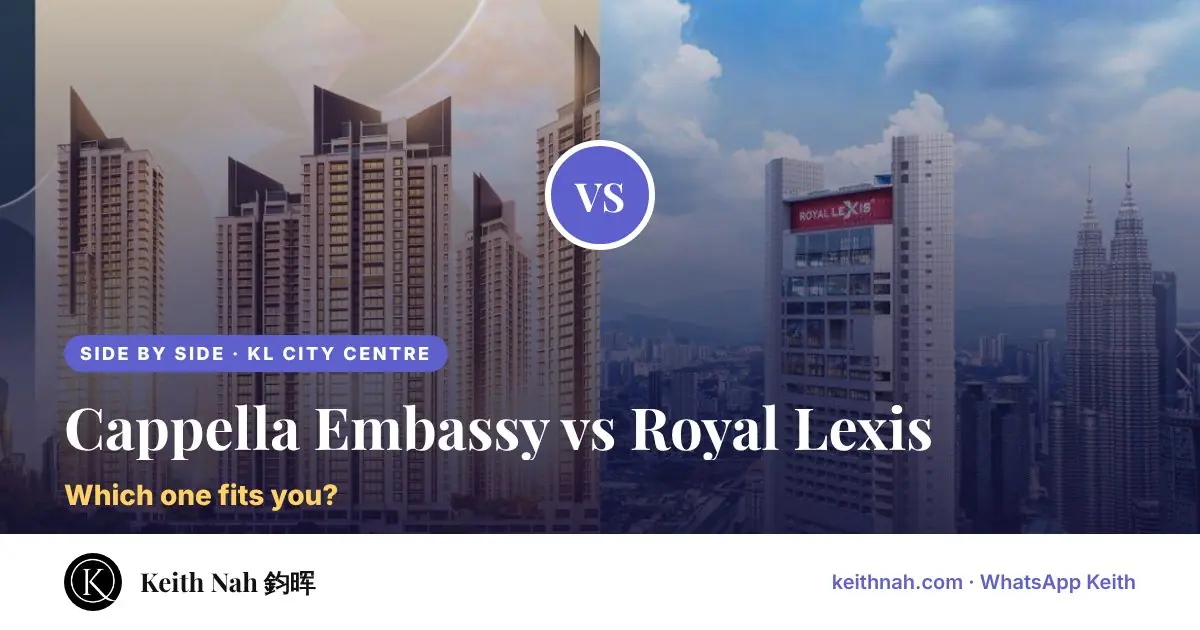 VS
ROYAL LEXIS
SIDE BY SIDE · KL CITY CENTRE
Cappella Embassy vs Royal Lexis
Which one fits you?
K
Keith Nah 鈞晖
keithnah.com · WhatsApp Keith